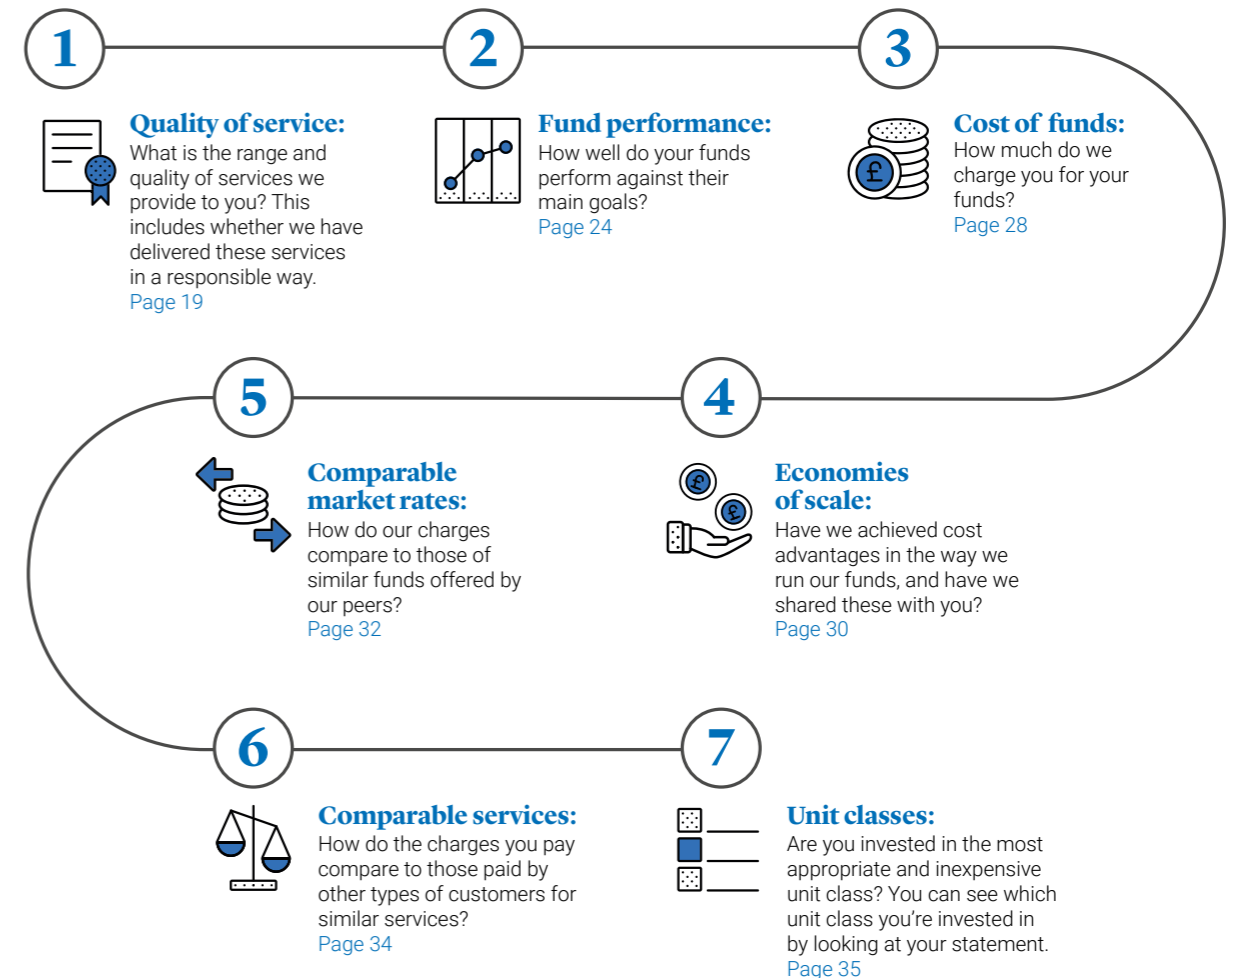 1
Quality of service:
What is the range and
quality of services we
provide to you? This
includes whether we have
delivered these services
in a responsible way.
Page 19
2
Fund performance:
How well do your funds
perform against their
main goals?
Page 24
3
Cost of funds:
How much do we
charge you for your
funds?
Page 28
£
4
Economies
of scale:
Have we achieved cost
advantages in the way we
run our funds, and have we
shared these with you?
Page 30
£
£
5
Comparable
market rates:
How do our charges
compare to those of
similar funds offered by
our peers?
Page 32
6
Comparable services:
How do the charges you pay
compare to those paid by
other types of customers for
similar services?
Page 34
7
Unit classes:
Are you invested in the most
appropriate and inexpensive
unit class? You can see which
unit class you’re invested in
by looking at your statement.
Page 35